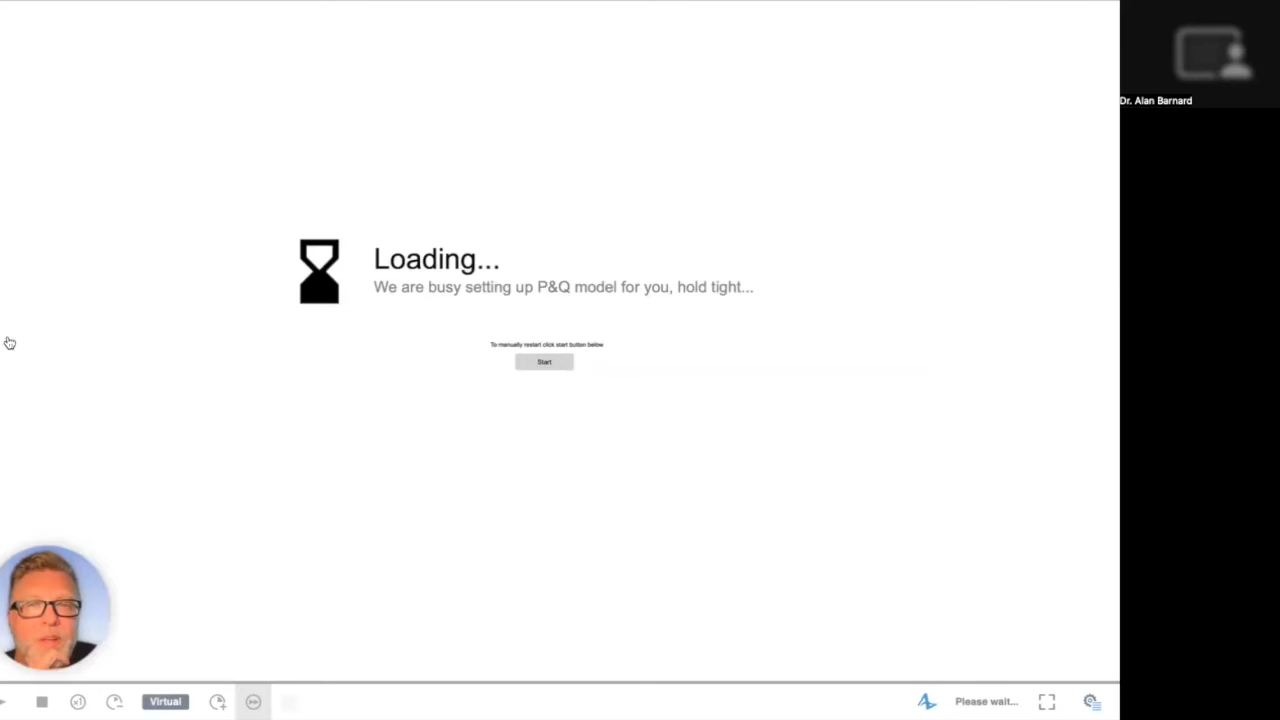 Dr. Alan Barnard
Loading...
We are busy setting up P&Q model for you, hold tight...
To manually restart click start button below
Start
x1
Virtual
Please wait...